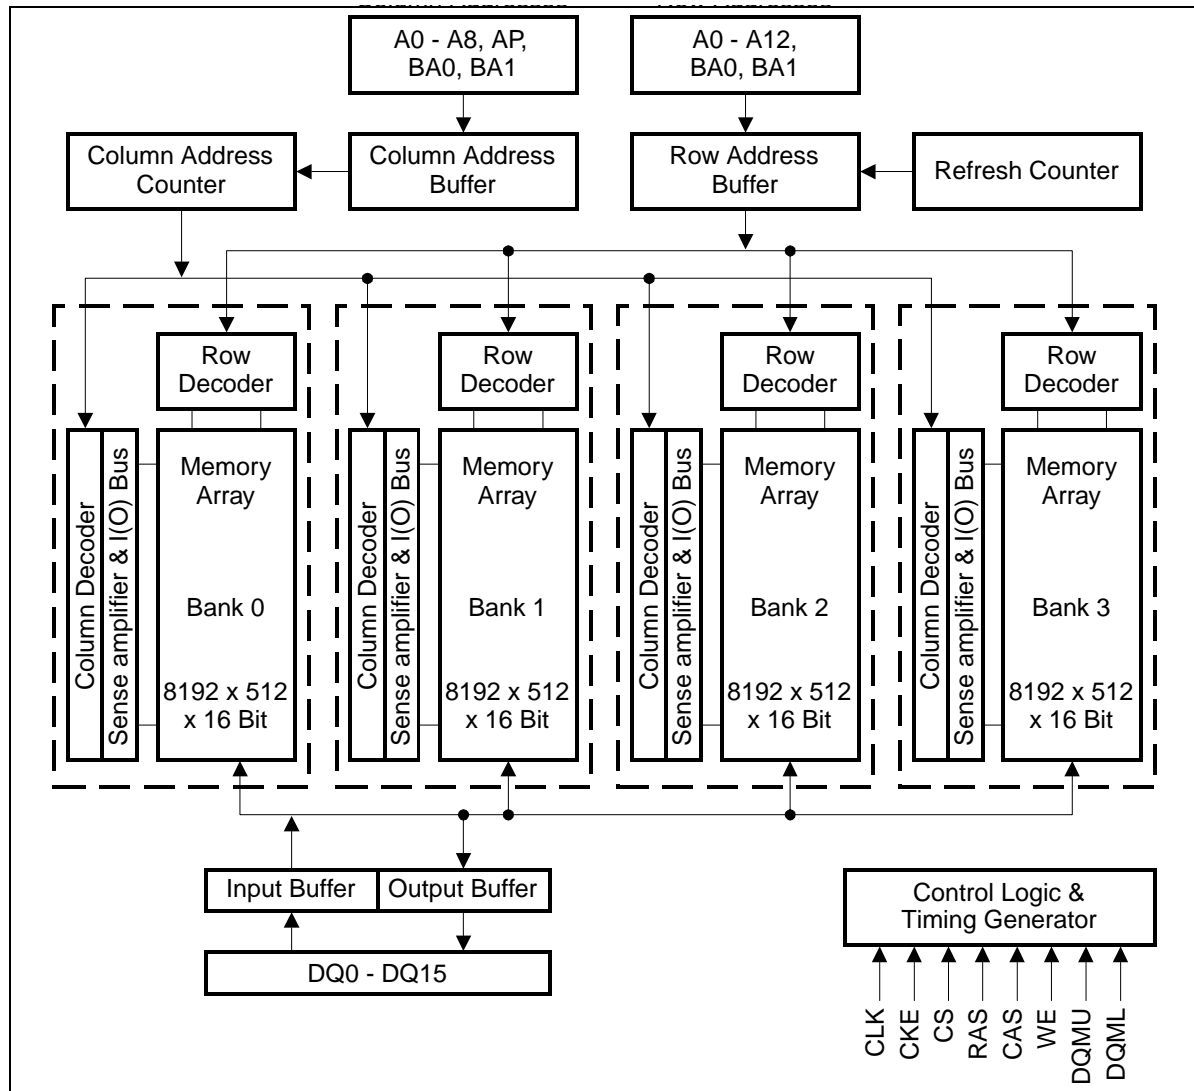 A0 - A8, AP,
BA0, BA1
A0 - A12,
BA0, BA1
Column Address
Counter
Column Address
Buffer
Row Address
Buffer
Refresh Counter
Row
Decoder
Row
Decoder
Row
Decoder
Row
Decoder
Column Decoder
Sense amplifier & I(O) Bus
Memory
Array
Bank 0
8192 x 512
x 16 Bit
Column Decoder
Sense amplifier & I(O) Bus
Memory
Array
Bank 1
8192 x 512
x 16 Bit
Column Decoder
Sense amplifier & I(O) Bus
Memory
Array
Bank 2
8192 x 512
x 16 Bit
Column Decoder
Sense amplifier & I(O) Bus
Memory
Array
Bank 3
8192 x 512
x 16 Bit
Input Buffer
Output Buffer
DQ0 - DQ15
Control Logic &
Timing Generator
CLK
CKE
CS
RAS
CAS
WE
DQMU
DQML